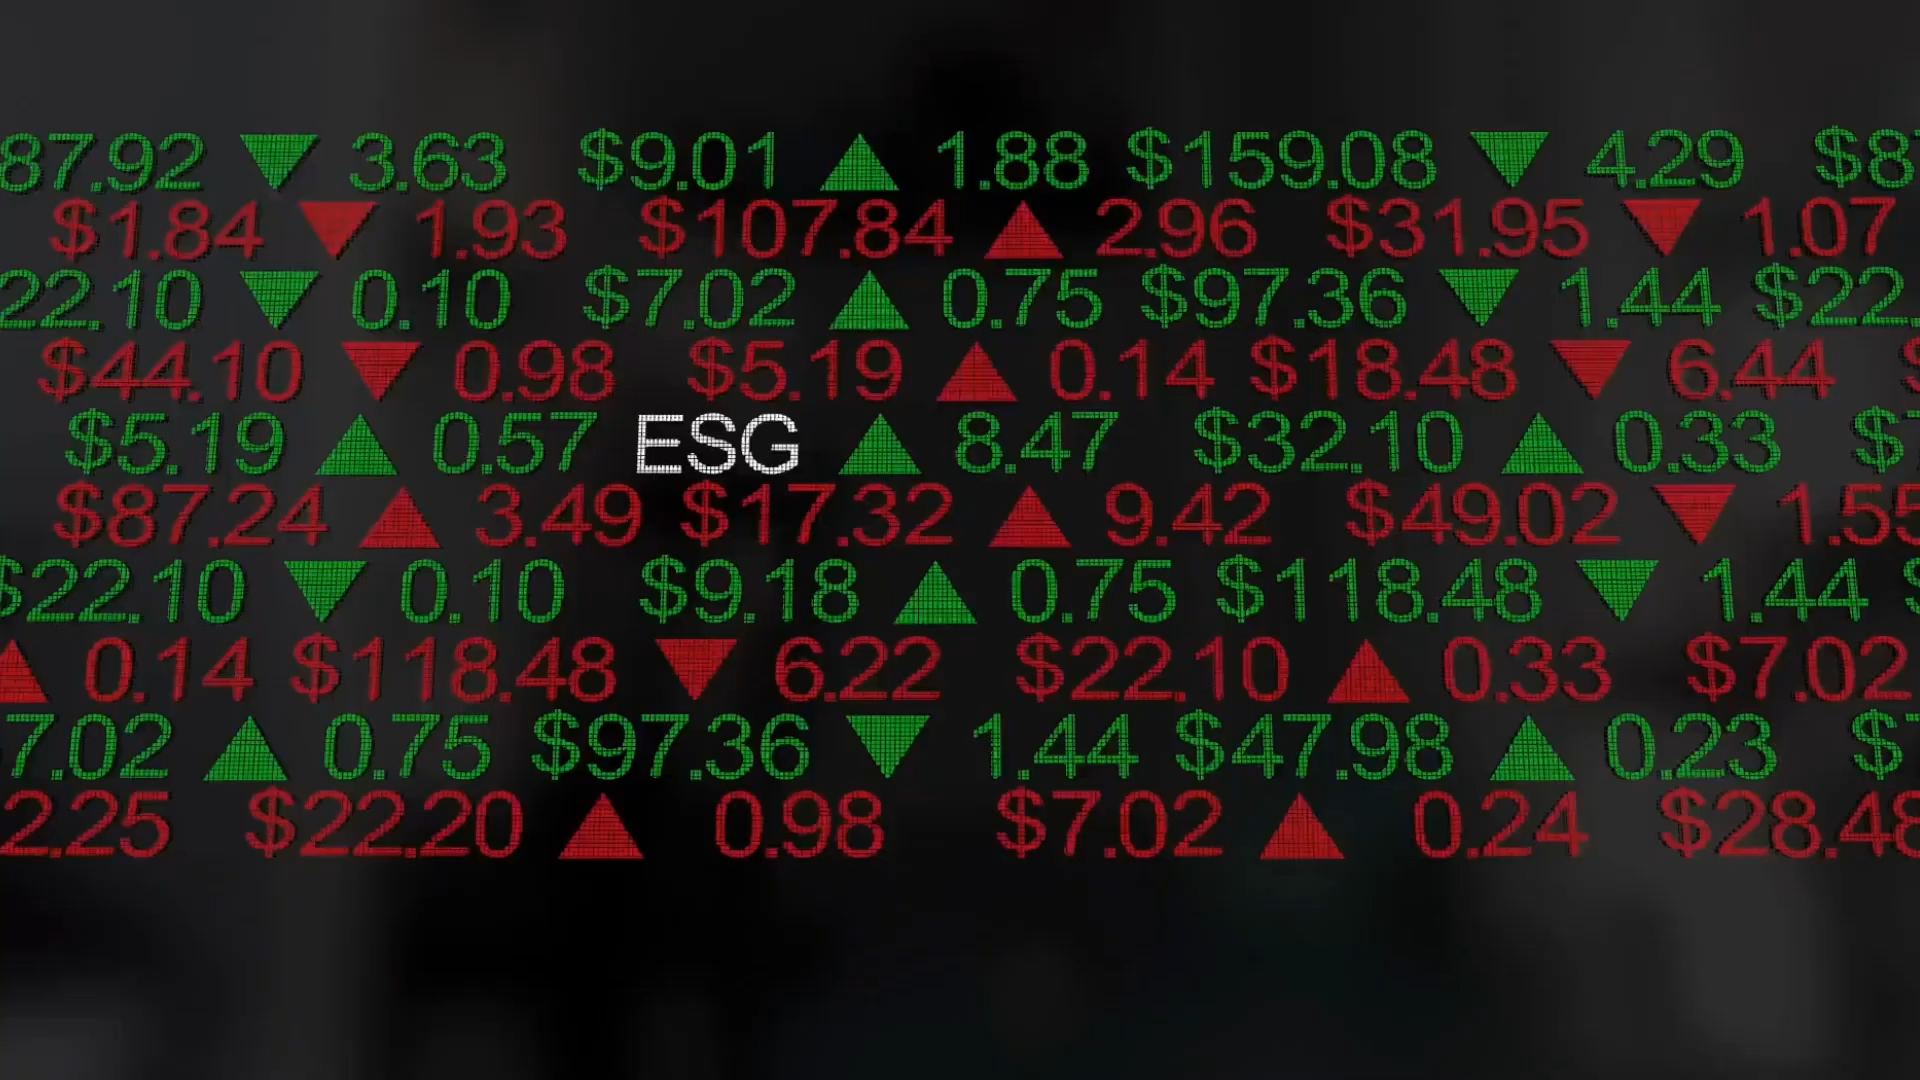 87.92 ▼ 3.63 $9.01 ▲ 1.88 $159.08 ▼ 4.29 $8
$1.84 ▼ 1.93 $107.84 ▲ 2.96 $31.95 ▼ 1.07
22.10 ▼ 0.10 $7.02 ▲ 0.75 $97.36 ▼ 1.44 $22.
$44.10 ▼ 0.98 $5.19 ▲ 0.14 $18.48 ▼ 6.44 $
$5.19 ▲ 0.57 ESG ▲ 8.47 $32.10 ▲ 0.33 $
$87.24 ▲ 3.49 $17.32 ▲ 9.42 $49.02 ▼ 1.55
$22.10 ▼ 0.10 $9.18 ▲ 0.75 $118.48 ▼ 1.44 $
▲ 0.14 $118.48 ▼ 6.22 $22.10 ▲ 0.33 $7.02
7.02 ▲ 0.75 $97.36 ▼ 1.44 $47.98 ▲ 0.23 $
2.25 $22.20 ▲ 0.98 $7.02 ▲ 0.24 $28.48